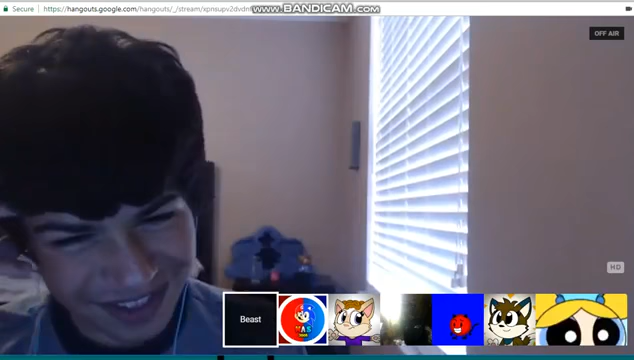 Secure
https://hangouts.google.com/hangouts/_/stream/xpnsupv2dvdn
www.BANDICAM.com
OFF AIR
HD
Beast